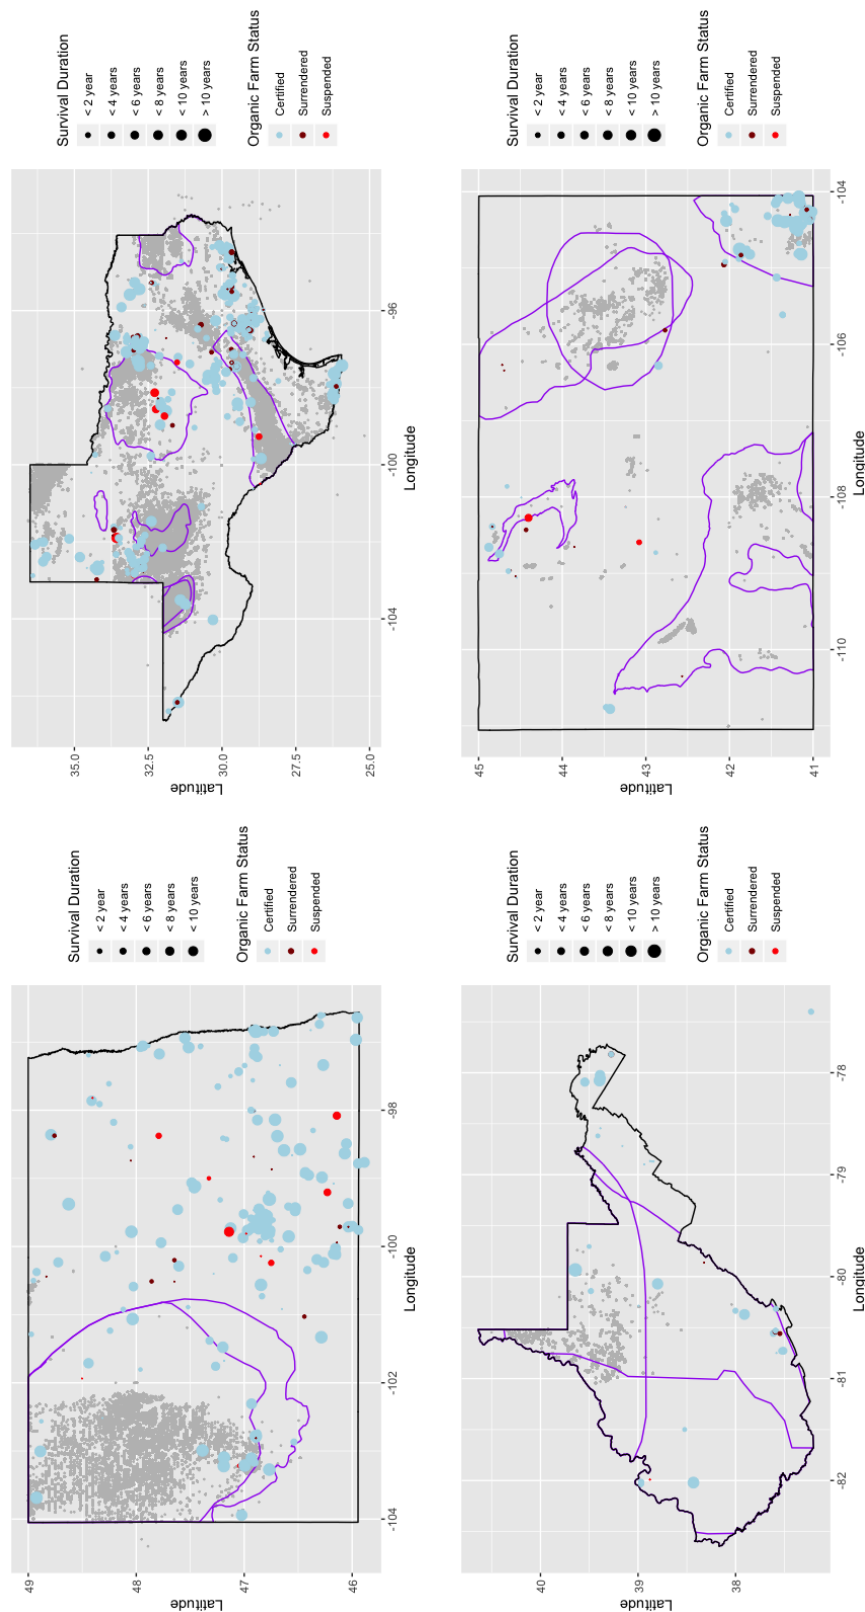 49
48
47
46
Latitude
-104
-102
-100
-98
Longitude
Survival Duration
< 2 year
< 4 years
< 6 years
< 8 years
< 10 years
Organic Farm Status
Certified
Surrendered
Suspended
35.0
32.5
30.0
27.5
25.0
Latitude
-104
-100
-96
Longitude
Survival Duration
< 2 year
< 4 years
< 6 years
< 8 years
< 10 years
> 10 years
Organic Farm Status
Certified
Surrendered
Suspended
40
39
38
Latitude
-82
-81
-80
-79
-78
Longitude
Survival Duration
< 2 year
< 4 years
< 6 years
< 8 years
< 10 years
> 10 years
Organic Farm Status
Certified
Surrendered
Suspended
45
44
43
42
41
Latitude
-110
-108
-106
-104
Longitude
Survival Duration
< 2 year
< 4 years
< 6 years
< 8 years
< 10 years
> 10 years
Organic Farm Status
Certified
Surrendered
Suspended